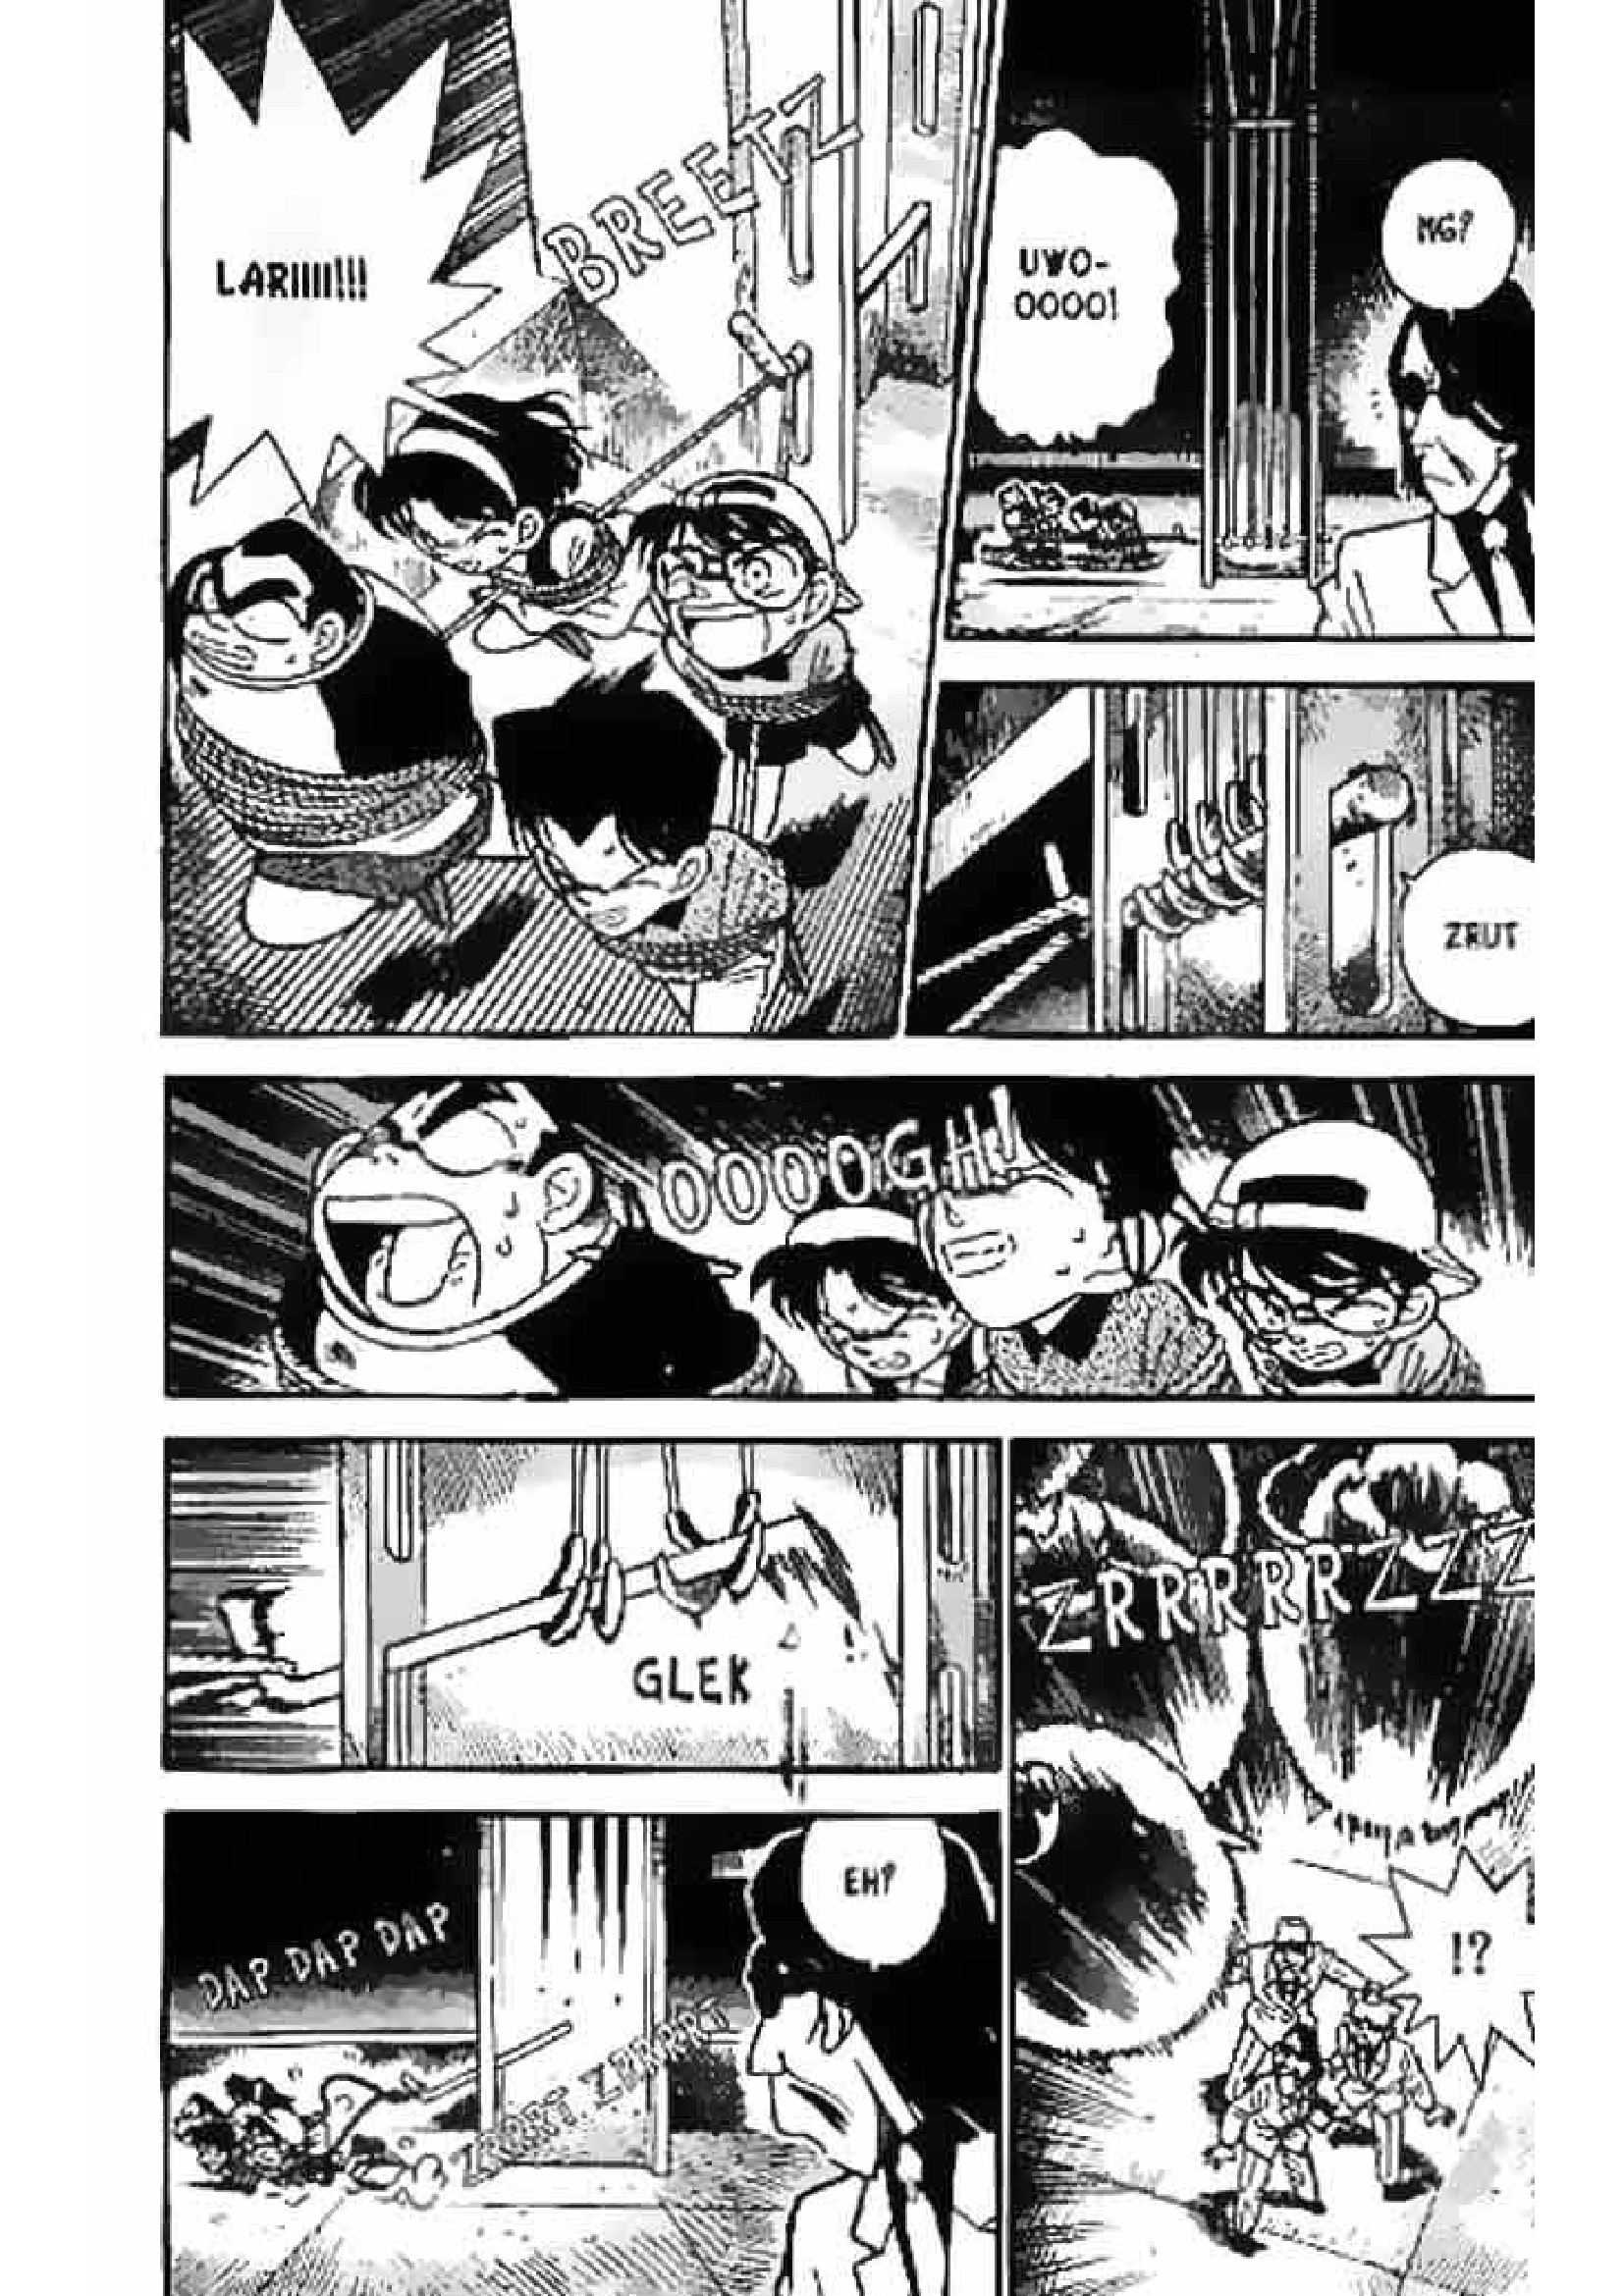 NG?
UWO-
OOOO!
ZRUT
BREETZ
LARIIIII!!!
OOOOGH!
ZRRRRRZZZ
!?
GLEK
EH?
DAP DAP DAP